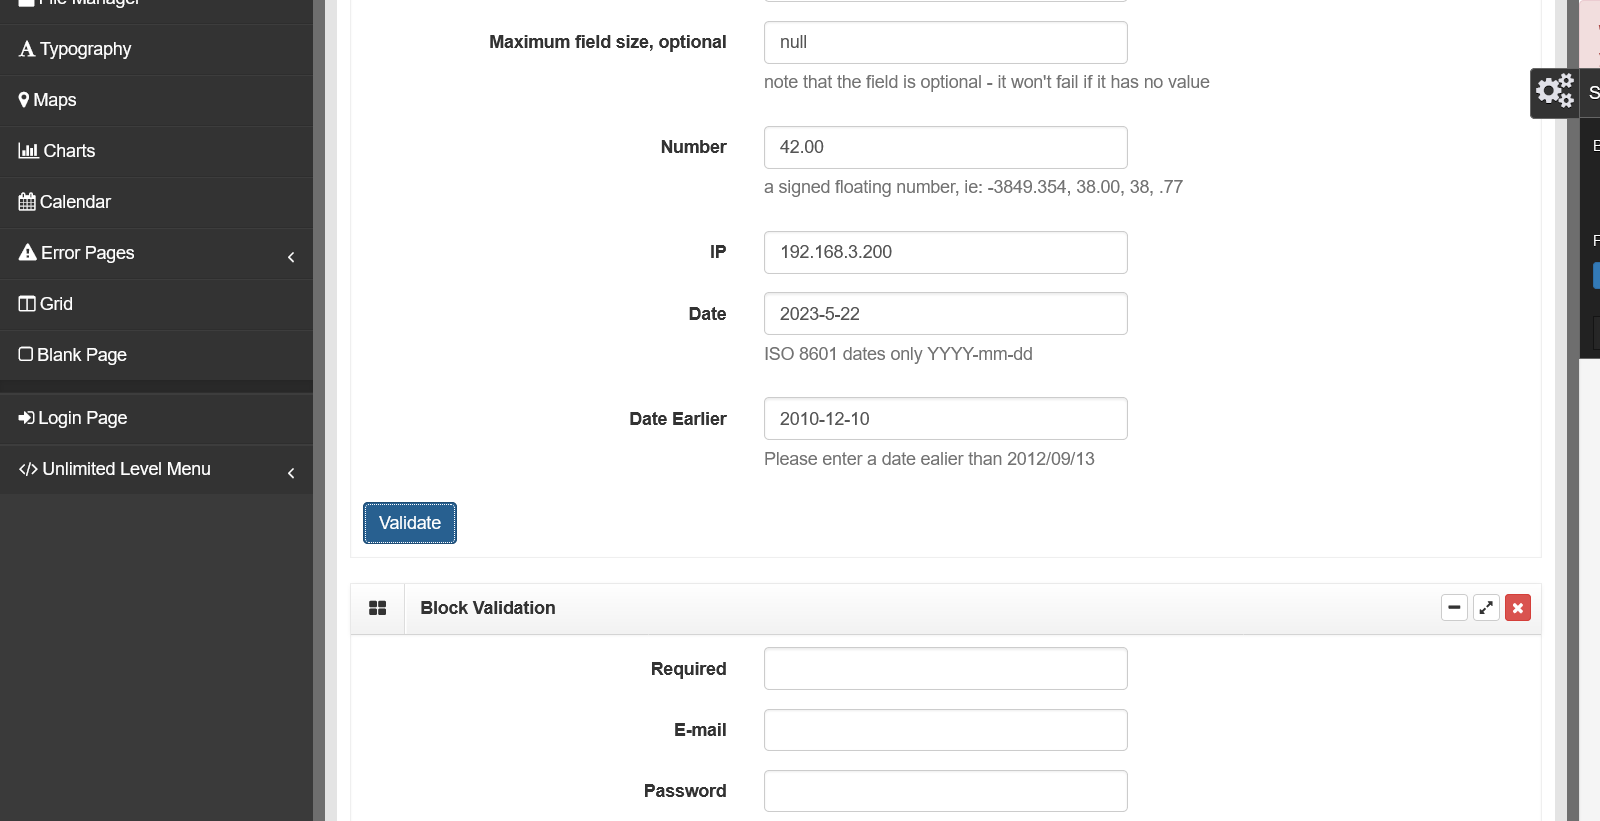 File Manager
Typography
Maps
Charts
Calendar
Error Pages
Grid
Blank Page
Login Page
Unlimited Level Menu
Maximum field size, optional
null
note that the field is optional - it won't fail if it has no value
Number
42.00
a signed floating number, ie: -3849.354, 38.00, 38, .77
IP
192.168.3.200
Date
2023-5-22
ISO 8601 dates only YYYY-mm-dd
Date Earlier
2010-12-10
Please enter a date ealier than 2012/09/13
Validate
Block Validation
Required
E-mail
Password